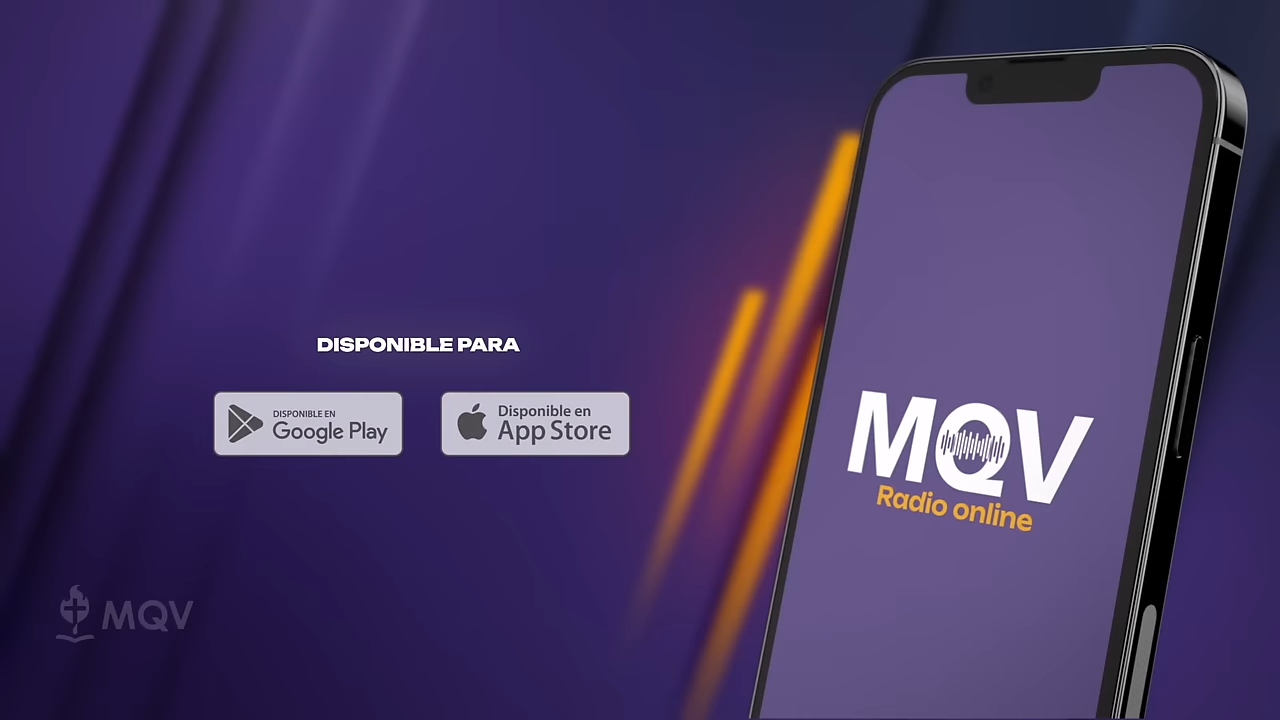 DISPONIBLE PARA
DISPONIBLE EN
Google Play
Disponible en
App Store
MQV
Radio online
MQV